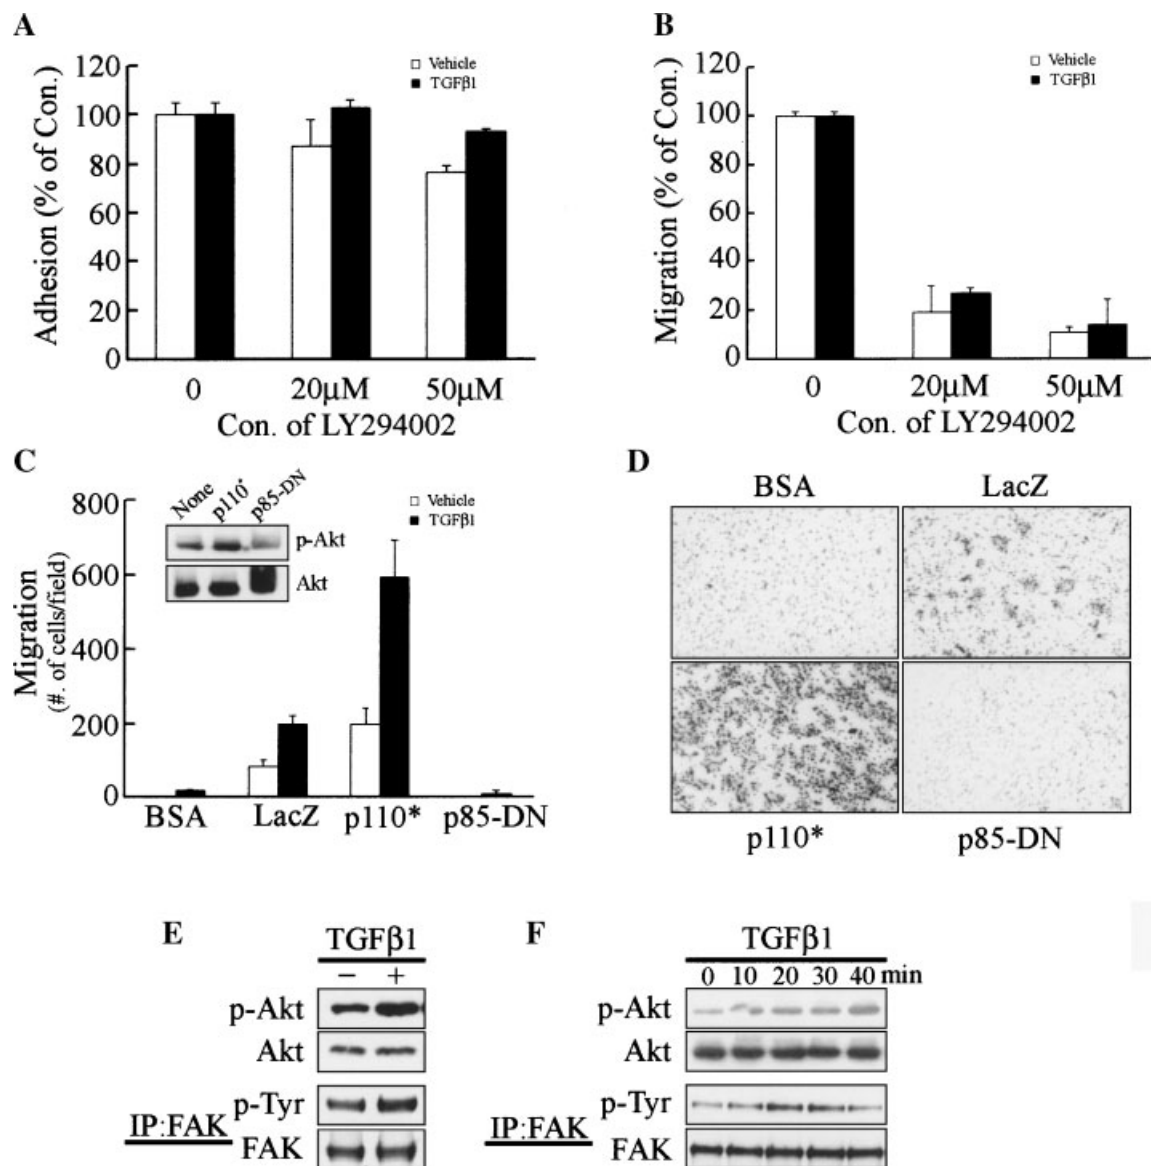 A
Adhesion (% of Con.)
120
100
80
60
40
20
0
Vehicle
TGFβ1
0 20μM 50μM
Con. of LY294002
B
Migration (% of Con.)
120
100
80
60
40
20
0
Vehicle
TGFβ1
0 20μM 50μM
Con. of LY294002
C
Migration
(#. of cells/field)
800
600
400
200
0
None p110* p85-DN
p-Akt
Akt
Vehicle
TGFβ1
BSA LacZ p110* p85-DN
D
BSA LacZ
p110* p85-DN
E
TGFβ1
− +
p-Akt
Akt
p-Tyr
IP:FAK
FAK
F
TGFβ1
0 10 20 30 40 min
p-Akt
Akt
p-Tyr
IP:FAK
FAK